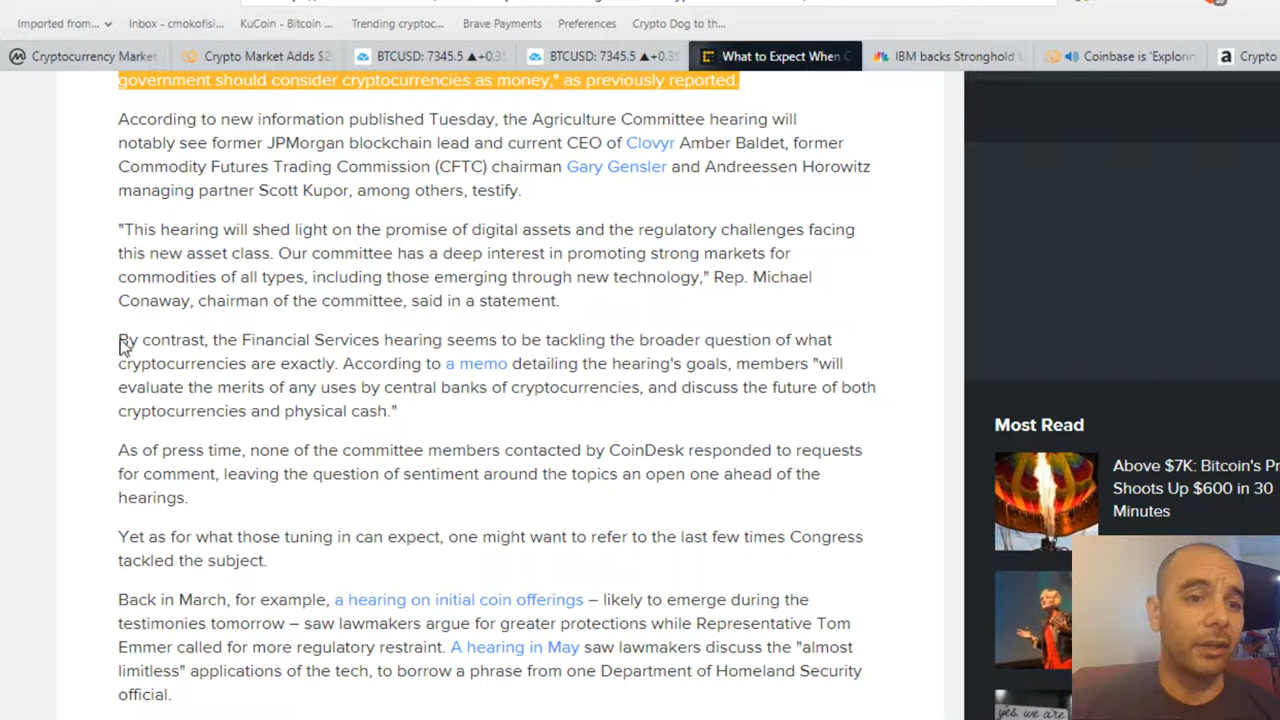 Imported from...
Inbox - cmokofisi...
KuCoin - Bitcoin ...
Trending cryptoc...
Brave Payments
Preferences
Crypto Dog to th...
Cryptocurrency Market
Crypto Market Adds $2
BTCUSD: 7345.5 ▲+0.3
BTCUSD: 7345.5 ▲+0.3
What to Expect When C
IBM backs Stronghold U
Coinbase is 'Explorin
Crypto
government should consider cryptocurrencies as money," as previously reported.
According to new information published Tuesday, the Agriculture Committee hearing will
notably see former JPMorgan blockchain lead and current CEO of Clovyr Amber Baldet, former
Commodity Futures Trading Commission (CFTC) chairman Gary Gensler and Andreessen Horowitz
managing partner Scott Kupor, among others, testify.
"This hearing will shed light on the promise of digital assets and the regulatory challenges facing
this new asset class. Our committee has a deep interest in promoting strong markets for
commodities of all types, including those emerging through new technology," Rep. Michael
Conaway, chairman of the committee, said in a statement.
By contrast, the Financial Services hearing seems to be tackling the broader question of what
cryptocurrencies are exactly. According to a memo detailing the hearing's goals, members "will
evaluate the merits of any uses by central banks of cryptocurrencies, and discuss the future of both
cryptocurrencies and physical cash."
As of press time, none of the committee members contacted by CoinDesk responded to requests
for comment, leaving the question of sentiment around the topics an open one ahead of the
hearings.
Yet as for what those tuning in can expect, one might want to refer to the last few times Congress
tackled the subject.
Back in March, for example, a hearing on initial coin offerings – likely to emerge during the
testimonies tomorrow – saw lawmakers argue for greater protections while Representative Tom
Emmer called for more regulatory restraint. A hearing in May saw lawmakers discuss the "almost
limitless" applications of the tech, to borrow a phrase from one Department of Homeland Security
official.
Most Read
Above $7K: Bitcoin's Pr
Shoots Up $600 in 30
Minutes
yes. we are